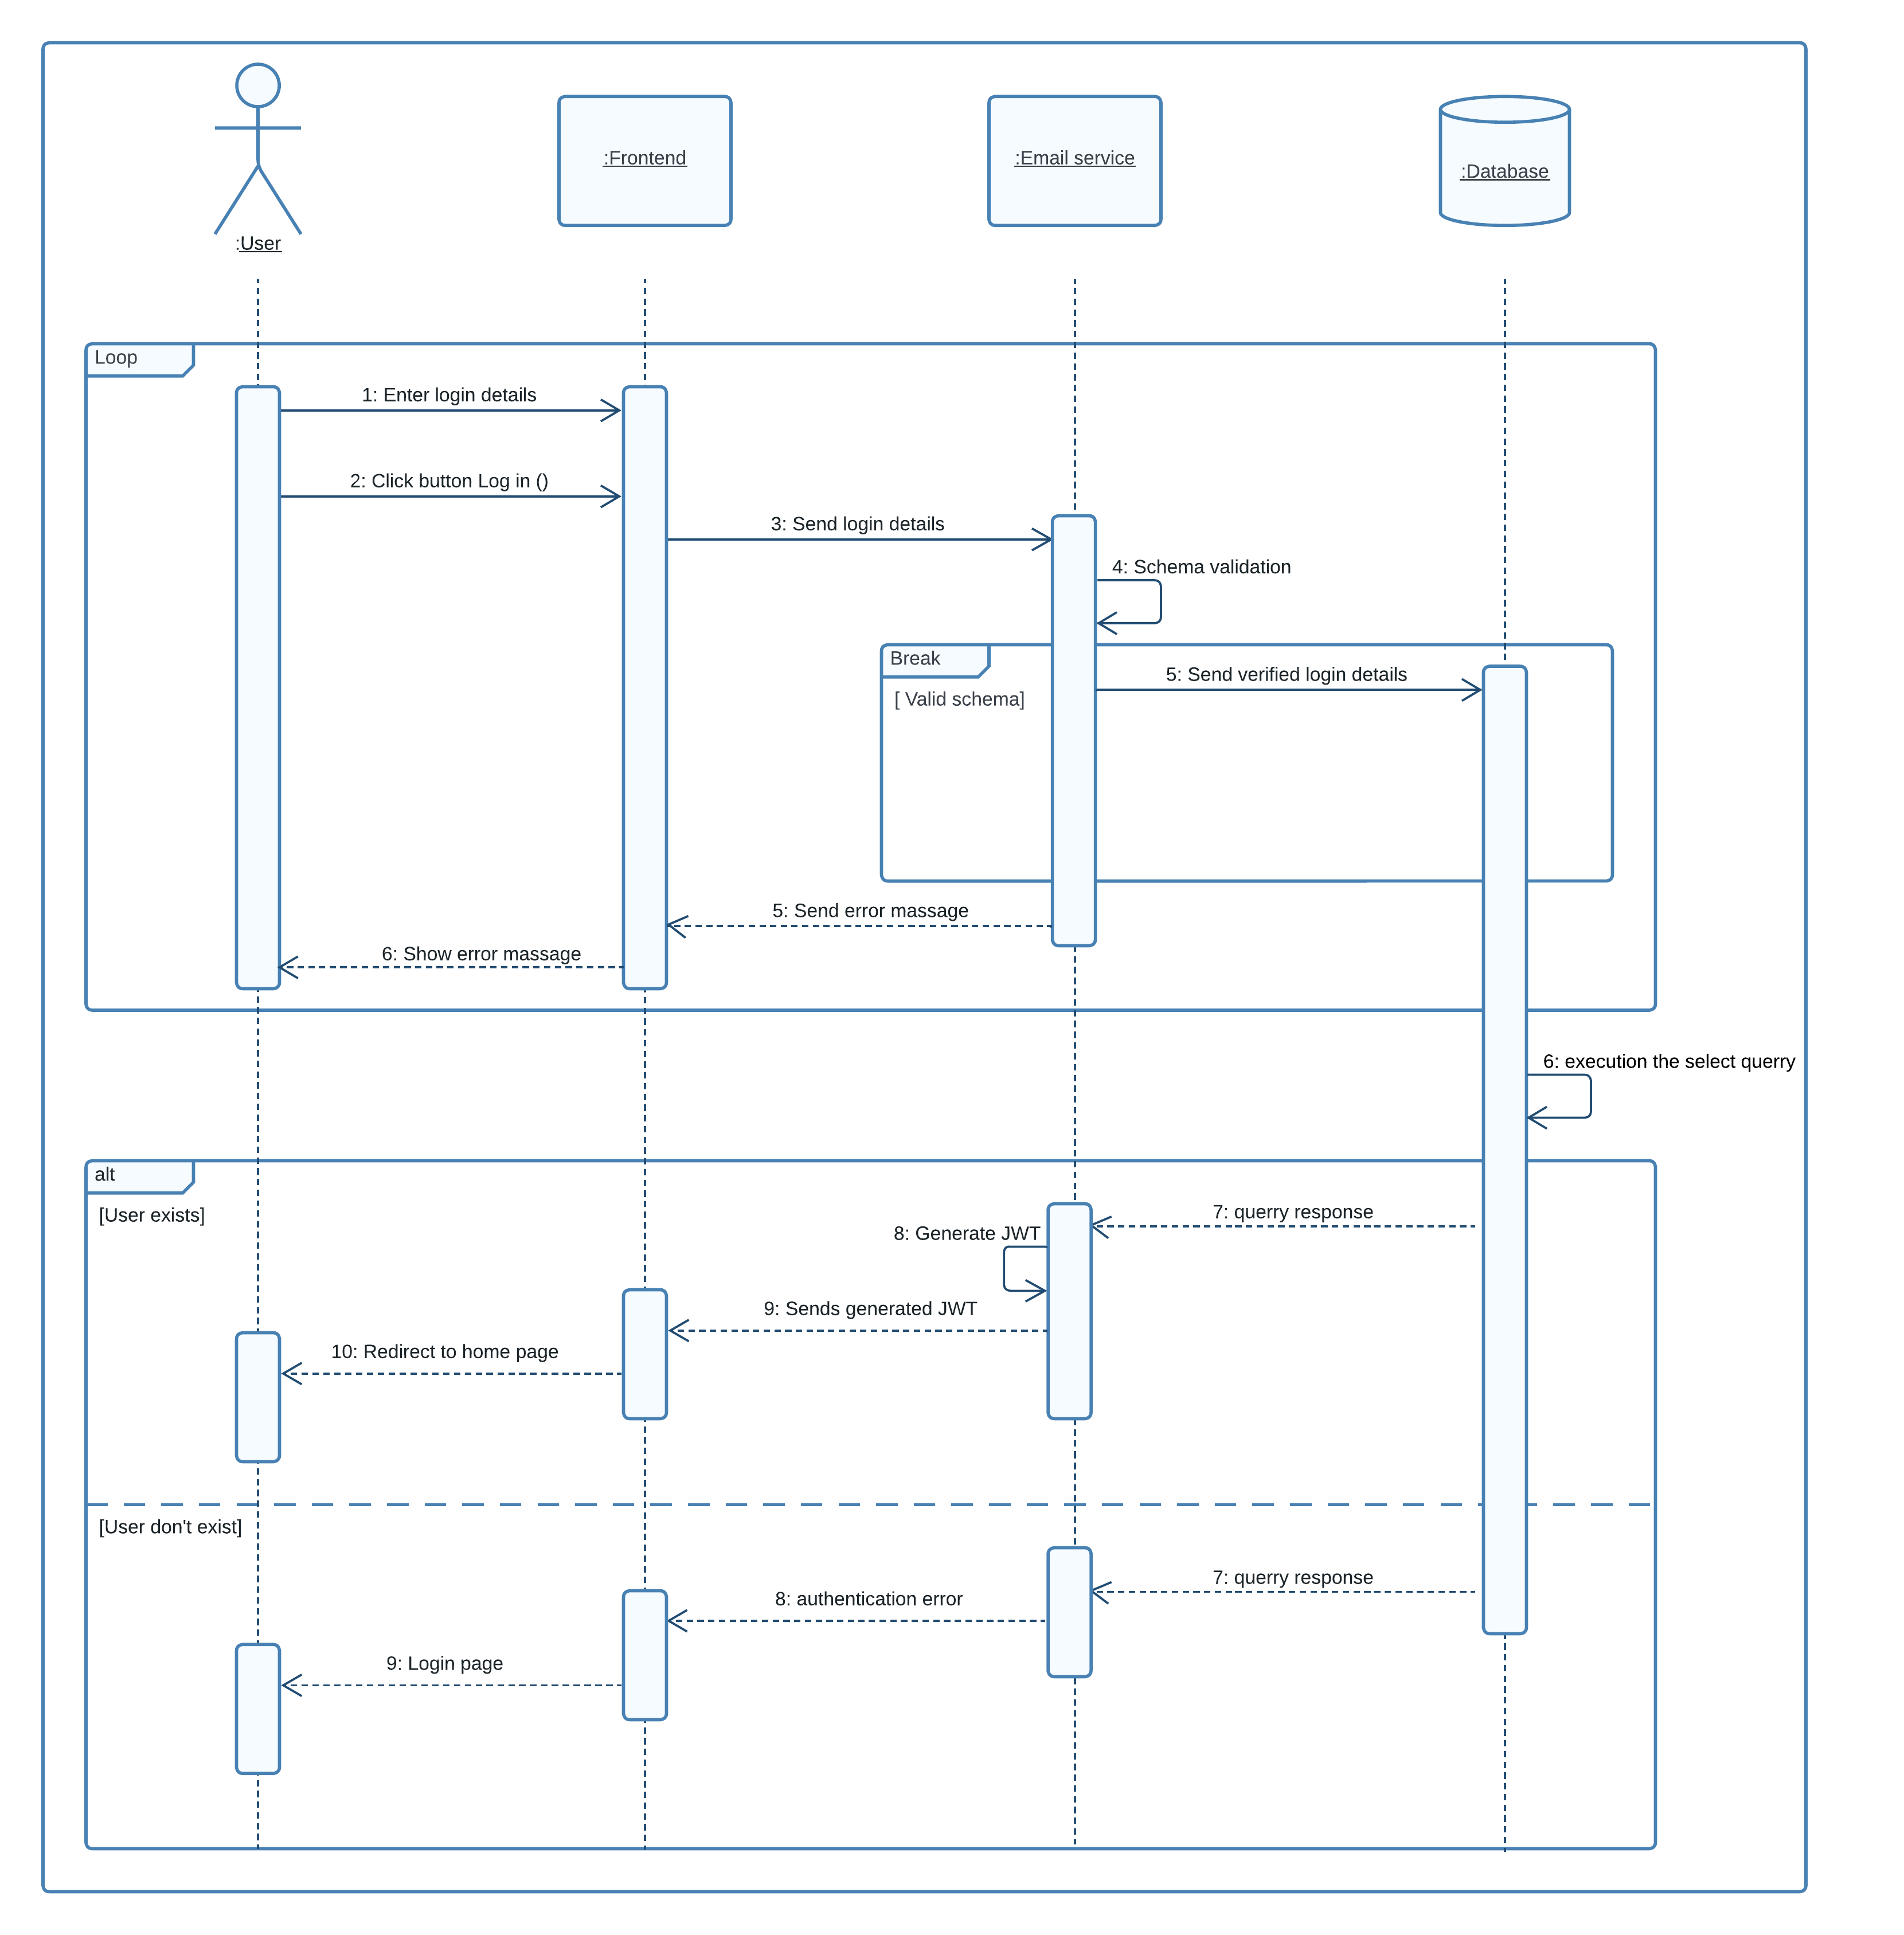 :User
:Frontend
:Email service
:Database
Loop
1: Enter login details
2: Click button Log in ()
3: Send login details
4: Schema validation
Break
[ Valid schema]
5: Send verified login details
5: Send error massage
6: Show error massage
6: execution the select querry
alt
[User exists]
7: querry response
8: Generate JWT
9: Sends generated JWT
10: Redirect to home page
[User don't exist]
7: querry response
8: authentication error
9: Login page